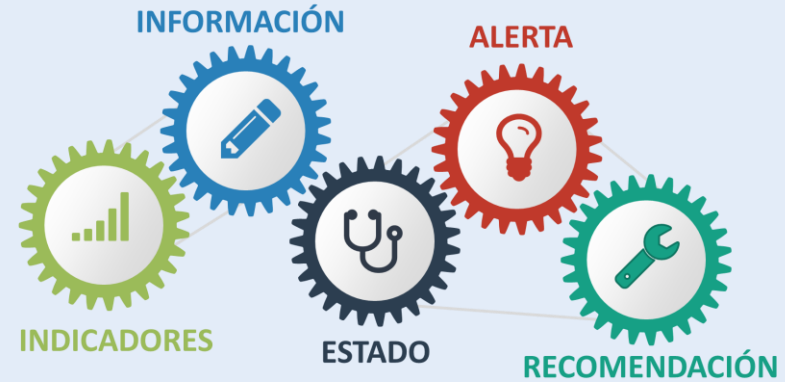 INFORMACIÓN
ALERTA
INDICADORES
ESTADO
RECOMENDACIÓN